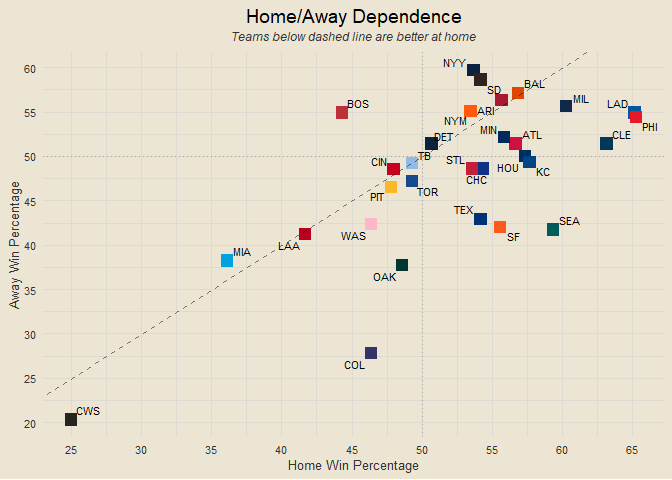 Home/Away Dependence
Teams below dashed line are better at home
60
55
50
45
40
35
30
25
20
Away Win Percentage
NYY
SD
BAL
BOS
ARI
NYM
MIL
LAD
PHI
MIN
ATL
CLE
DET
CIN
TB
STL
CHC
HOU
KC
PIT
TOR
TEX
SF
SEA
WAS
LAA
MIA
OAK
COL
CWS
25 30 35 40 45 50 55 60 65
Home Win Percentage